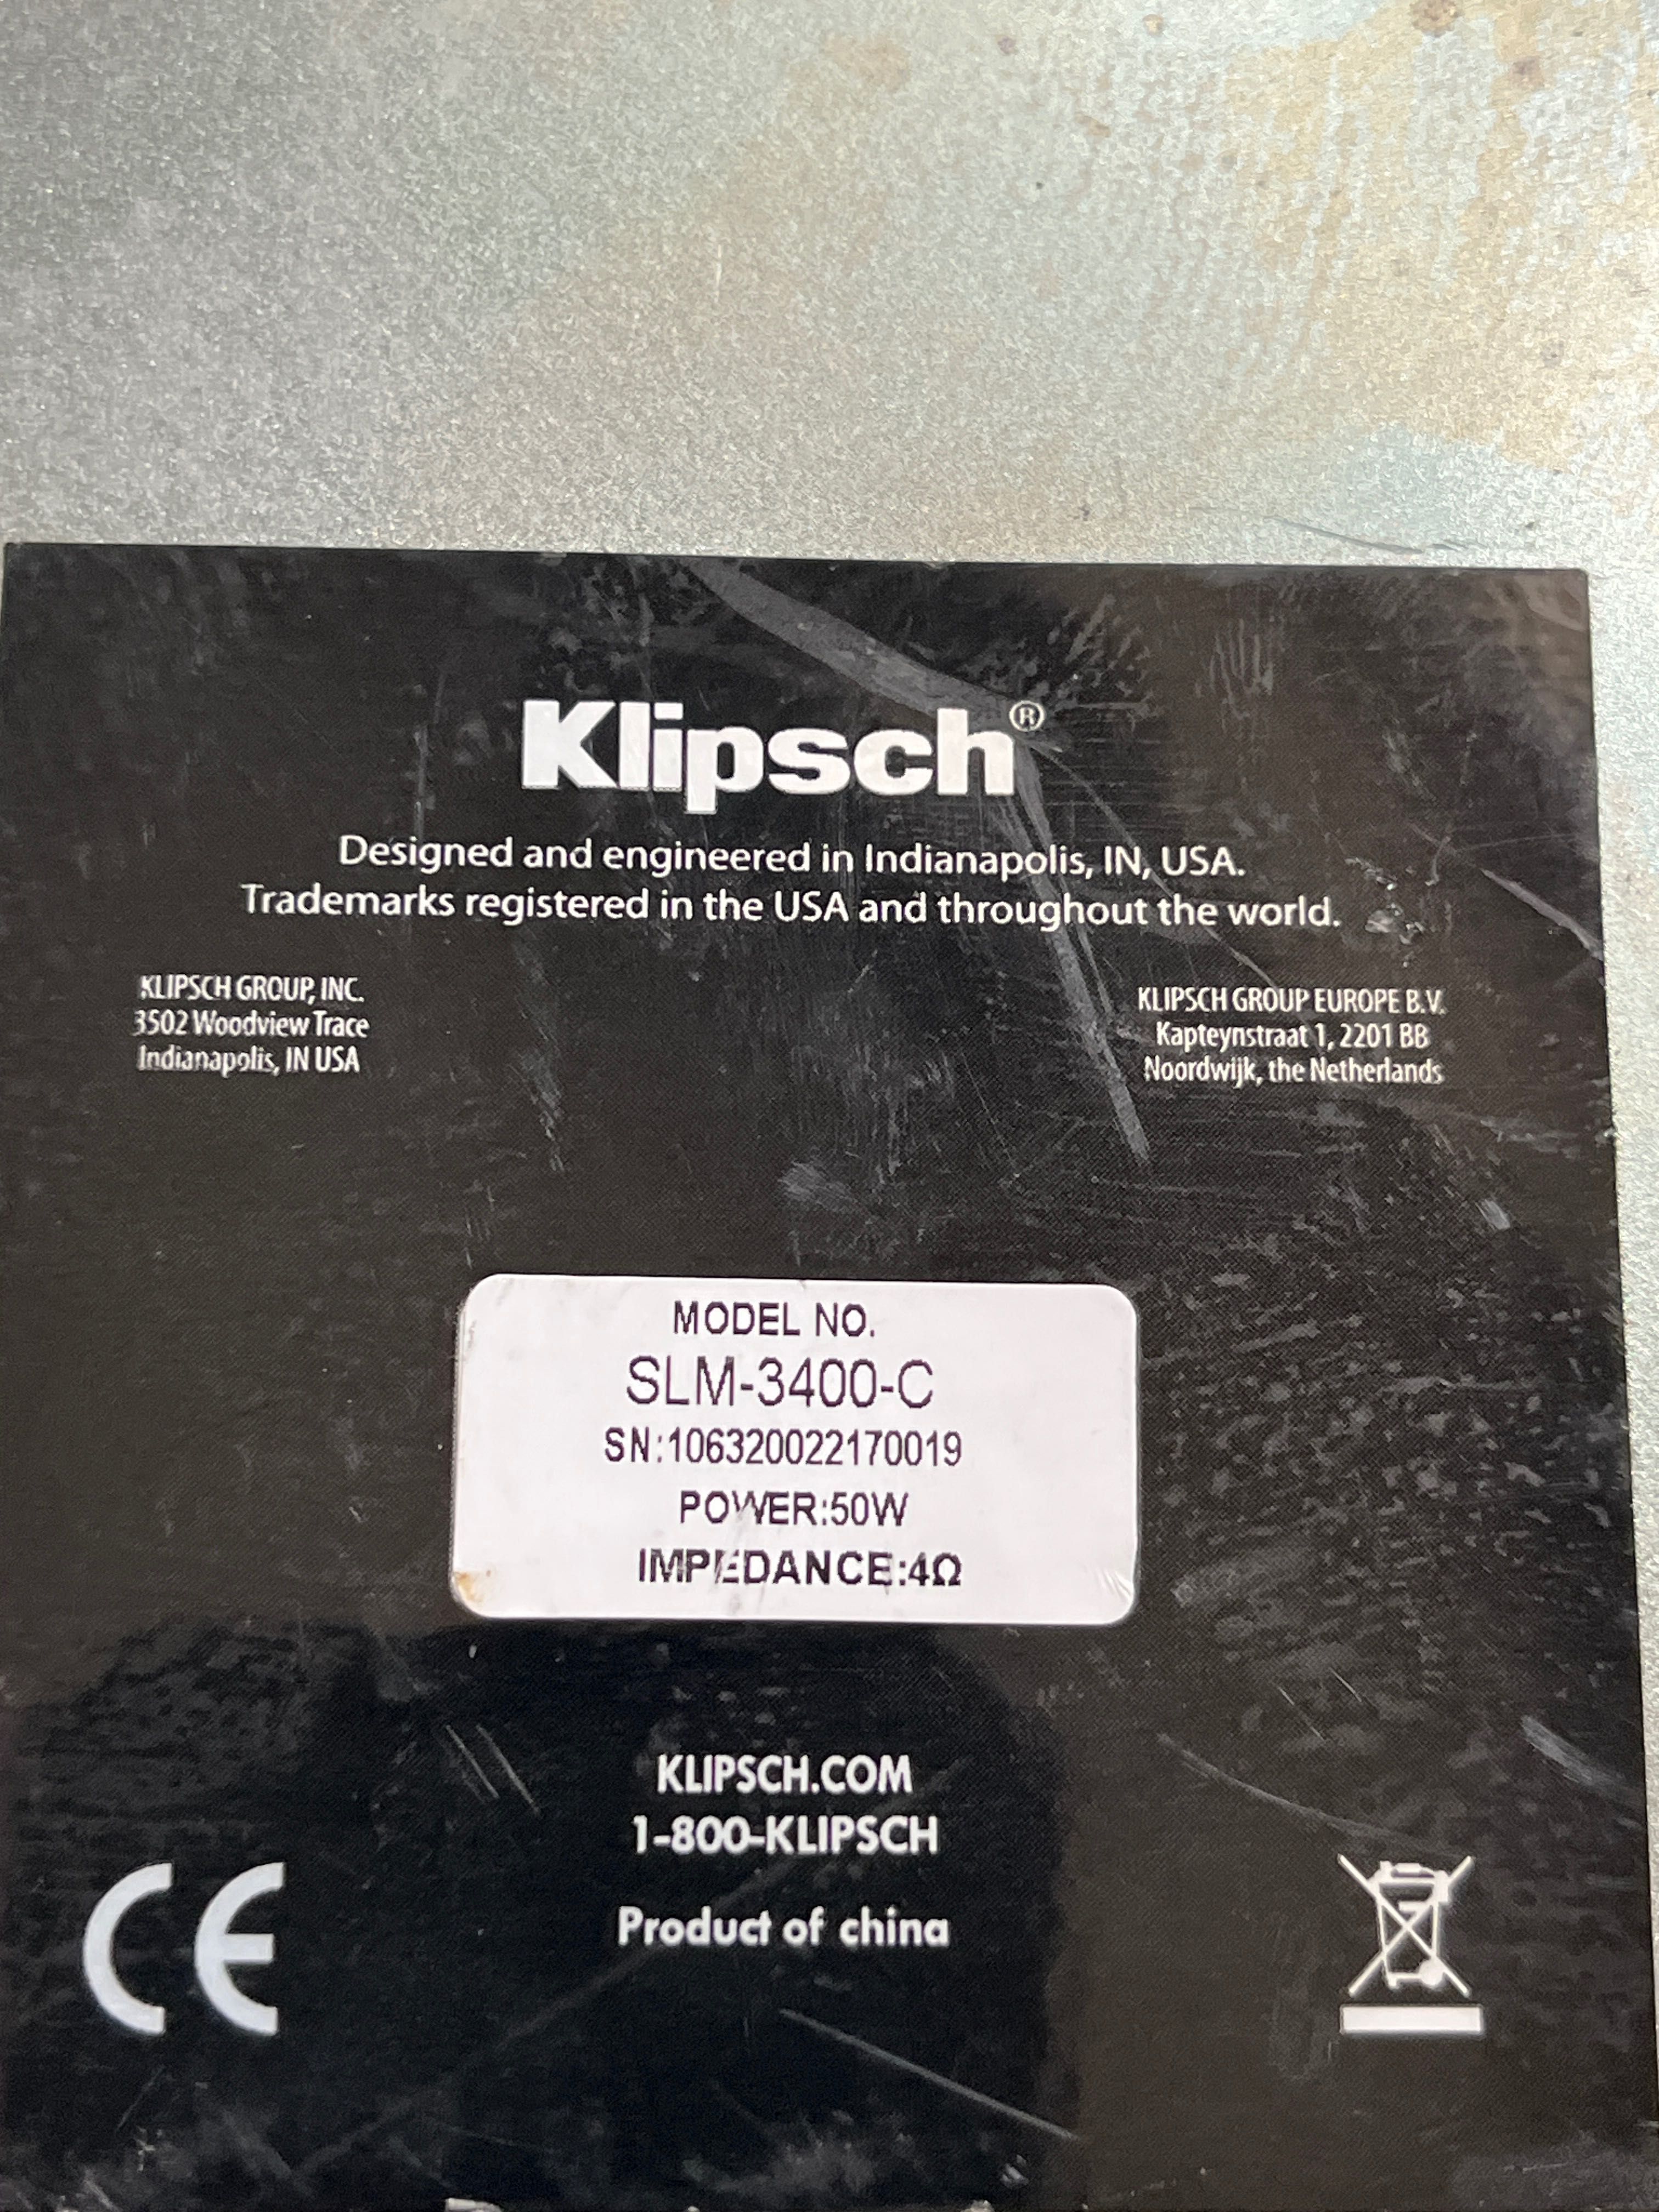 Klipsch®
Designed and engineered in Indianapolis, IN, USA.
Trademarks registered in the USA and throughout the world.
KLIPSCH GROUP, INC.
3502 Woodview Trace
Indianapolis, IN USA
KLIPSCH GROUP EUROPE B.V.
Kapteynstraat 1, 2201 BB
Noordwijk, the Netherlands
MODEL NO.
SLM-3400-C
SN:106320022170019
POWER:50W
IMPEDANCE:4Ω
KLIPSCH.COM
1-800-KLIPSCH
Product of china
CE